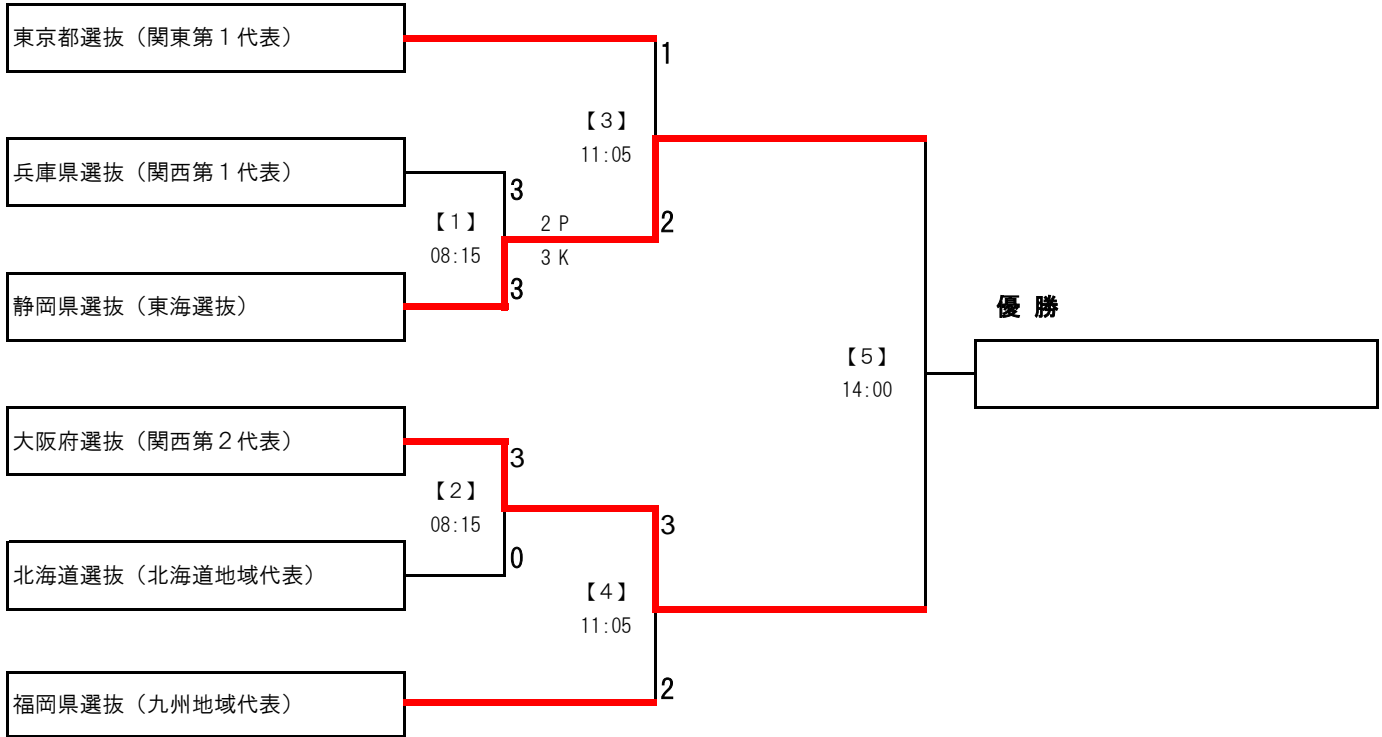 東京都選抜（関東第１代表）
1
【３】
11:05
兵庫県選抜（関西第１代表）
3
【１】
2 P
2
08:15
3 K
静岡県選抜（東海選抜）
3
優 勝
【５】
14:00
大阪府選抜（関西第２代表）
3
【２】
08:15
3
北海道選抜（北海道地域代表）
0
【４】
11:05
福岡県選抜（九州地域代表）
2